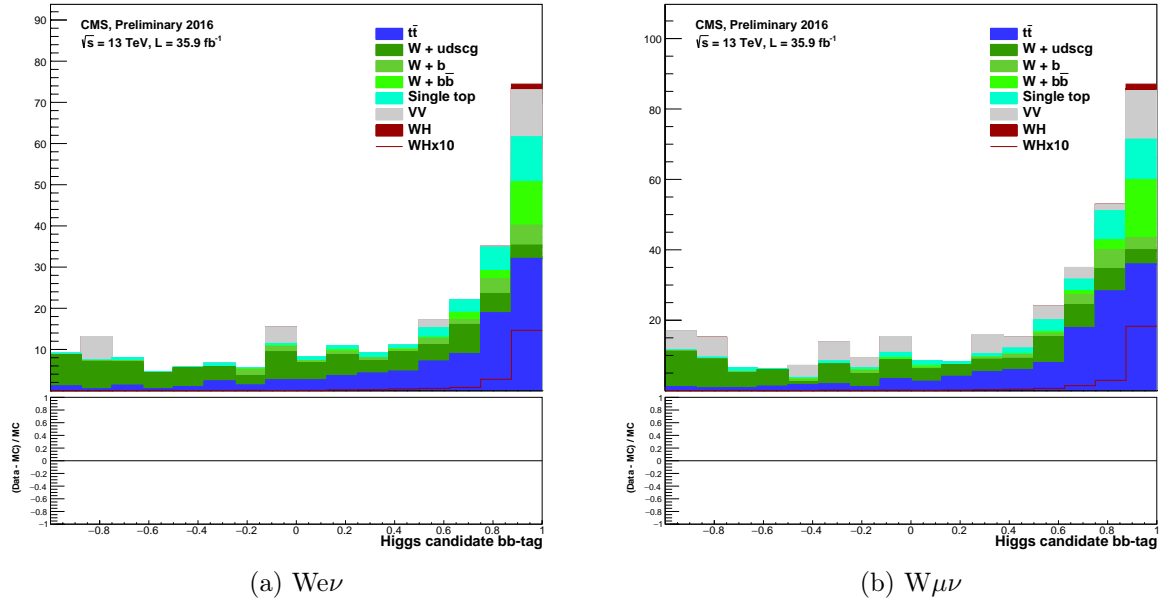 CMS, Preliminary 2016
√s = 13 TeV, L = 35.9 fb⁻¹
tt̄
W + udscg
W + b
W + bb̄
Single top
VV
WH
WHx10
90
80
70
60
50
40
30
20
10
(Data - MC) / MC
1
0.8
0.6
0.4
0.2
0
−0.2
−0.4
−0.6
−0.8
−1
−0.8 −0.6 −0.4 −0.2 0 0.2 0.4 0.6 0.8 1
Higgs candidate bb-tag
(a) Weν
CMS, Preliminary 2016
√s = 13 TeV, L = 35.9 fb⁻¹
tt̄
W + udscg
W + b
W + bb̄
Single top
VV
WH
WHx10
100
80
60
40
20
(Data - MC) / MC
1
0.8
0.6
0.4
0.2
0
−0.2
−0.4
−0.6
−0.8
−1
−0.8 −0.6 −0.4 −0.2 0 0.2 0.4 0.6 0.8 1
Higgs candidate bb-tag
(b) Wμν